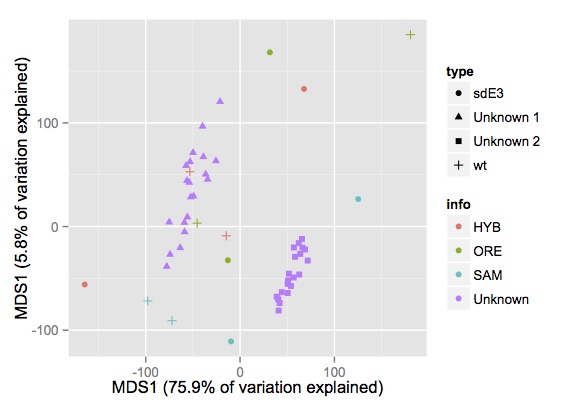 MDS1 (5.8% of variation explained)
100
0
-100
-100 0 100
MDS1 (75.9% of variation explained)
type
sdE3
Unknown 1
Unknown 2
wt
info
HYB
ORE
SAM
Unknown